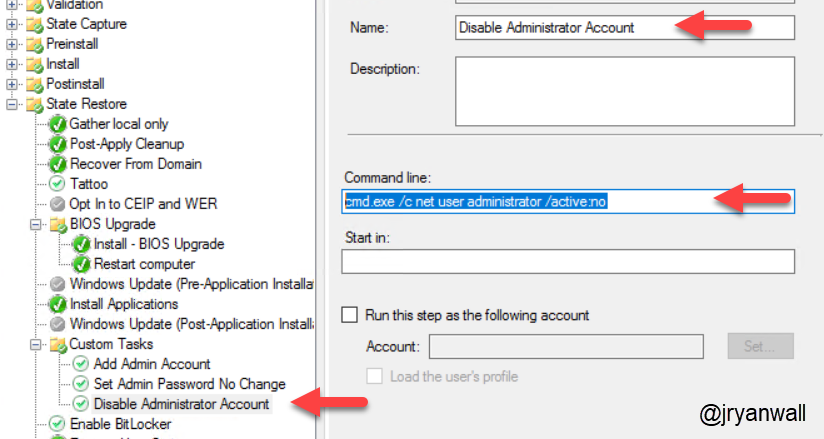 Validation
State Capture
Preinstall
Install
Postinstall
State Restore
Gather local only
Post-Apply Cleanup
Recover From Domain
Tattoo
Opt In to CEIP and WER
BIOS Upgrade
Install - BIOS Upgrade
Restart computer
Windows Update (Pre-Application Installa
Install Applications
Windows Update (Post-Application Install
Custom Tasks
Add Admin Account
Set Admin Password No Change
Disable Administrator Account
Enable BitLocker
Name:
Disable Administrator Account
Description:
Command line:
cmd.exe /c net user administrator /active:no
Start in:
Run this step as the following account
Account:
Set...
Load the user's profile
@jryanwall